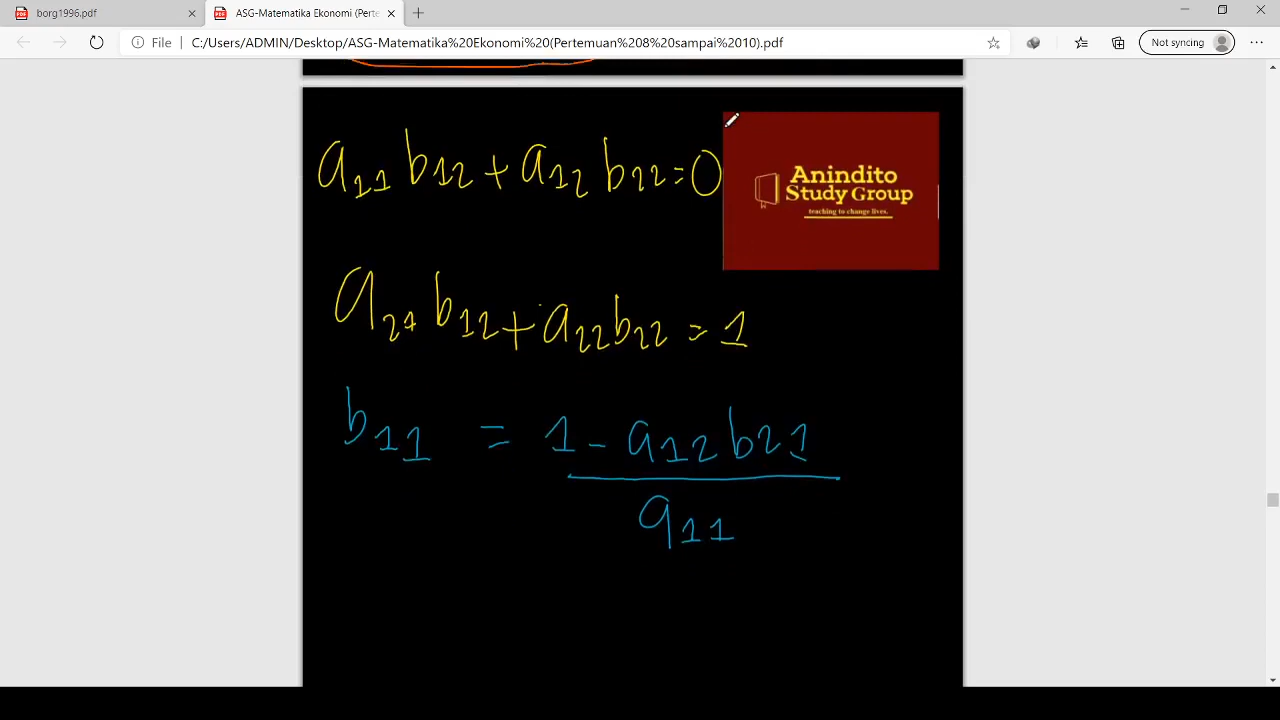 borg1996.pdf
ASG-Matematika Ekonomi (Perte
File
C:/Users/ADMIN/Desktop/ASG-Matematika%20Ekonomi%20(Pertemuan%208%20sampai%2010).pdf
Not syncing
a11 b12 + a12 b22 = 0
Anindito
Study Group
teaching to change lives.
a21 b12 + a22 b22 = 1
b11 = 1 - a12 b21
a11